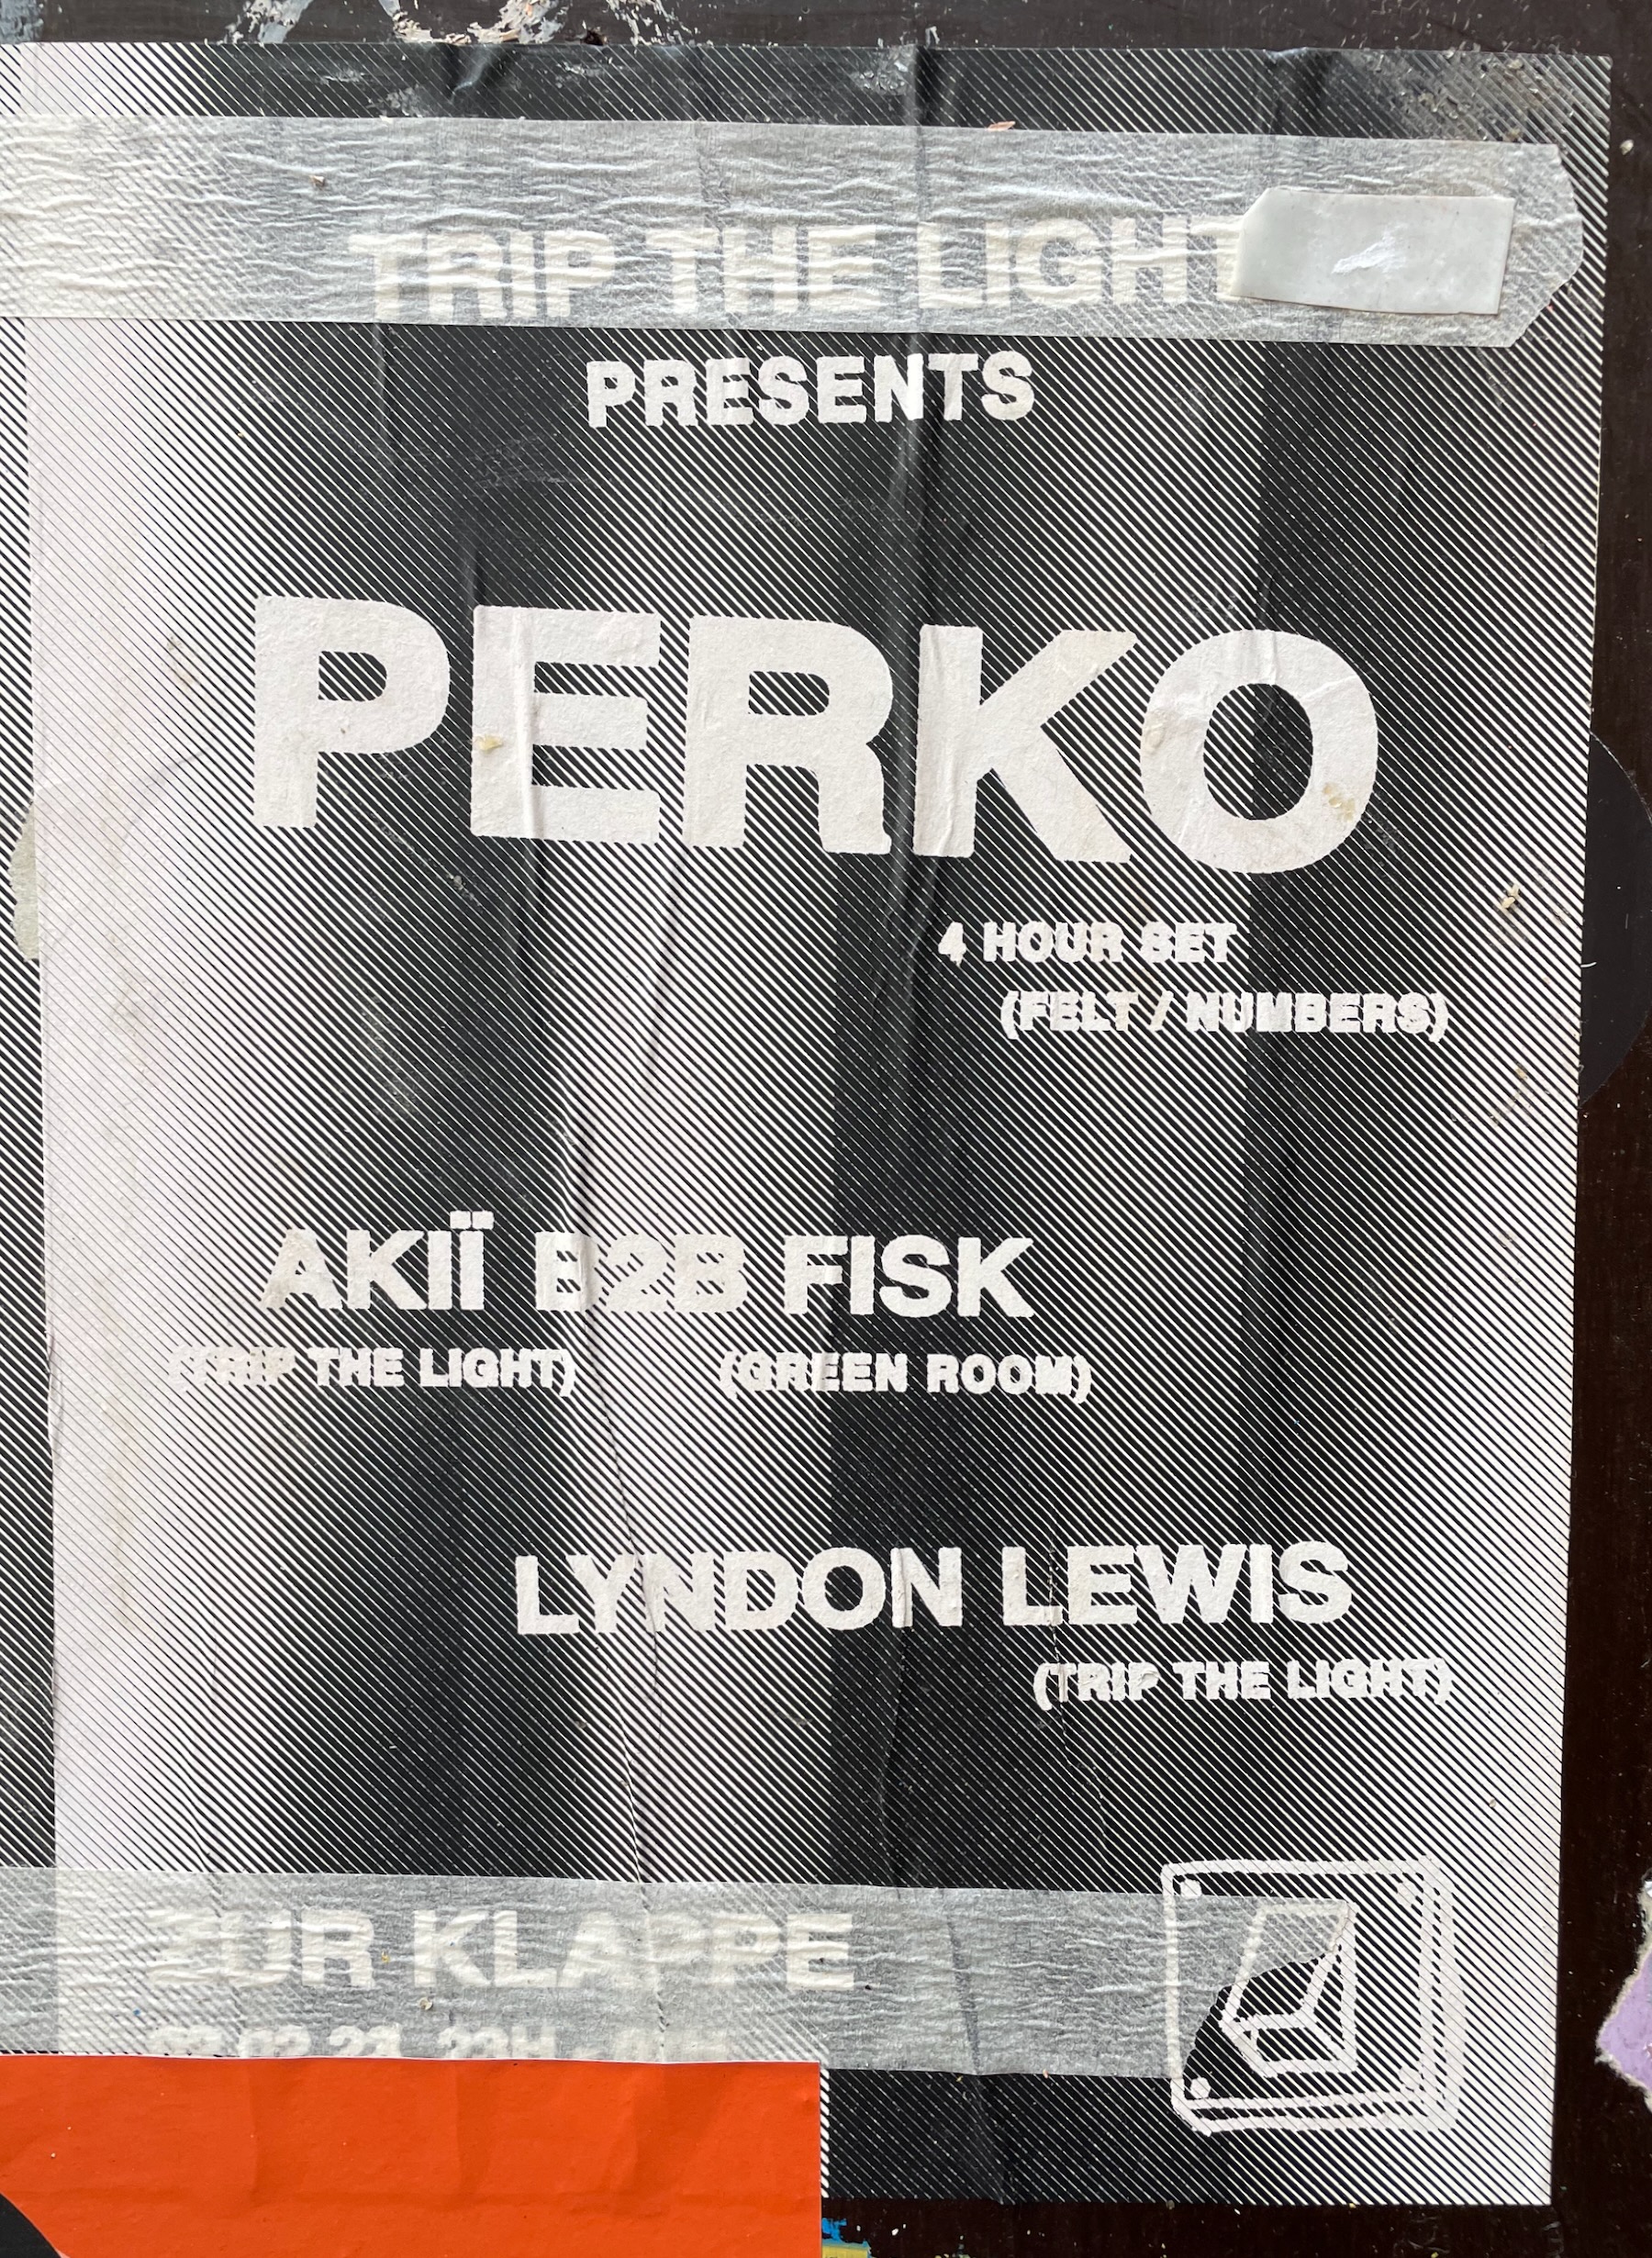 TRIP THE LIGHT
PRESENTS
PERKO
4 HOUR SET
(FELT / NUMBERS)
AKIÏ B2B FISK
(TRIP THE LIGHT) (GREEN ROOM)
LYNDON LEWIS
(TRIP THE LIGHT)
ZUR KLAPPE